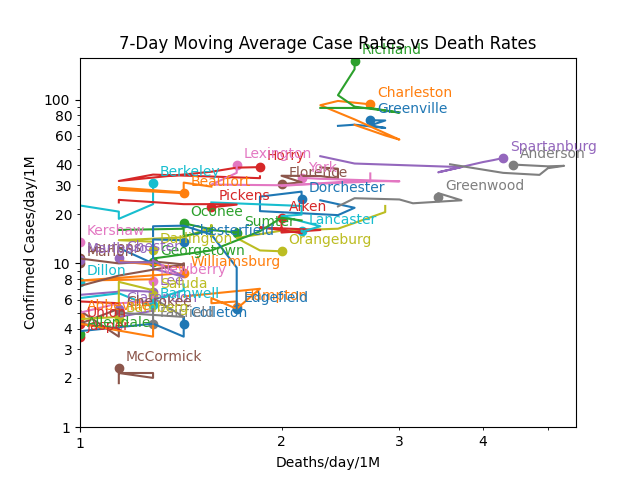 7-Day Moving Average Case Rates vs Death Rates
Richland
Charleston
Greenville
Spartanburg
Anderson
Lexington
Horry
York
Florence
Berkeley
Beaufort
Pickens
Dorchester
Greenwood
Aiken
Oconee
Sumter
Lancaster
Kershaw
Chesterfield
Darlington
Orangeburg
Georgetown
Williamsburg
Dillon
Newberry
Lee
Saluda
Barnwell
Hampton
Edgefield
Clarendon
Cherokee
Colleton
Fairfield
Union
McCormick
Confirmed Cases/day/1M
Deaths/day/1M
100
80
60
40
30
20
10
8
6
4
3
2
1
1
2
3
4